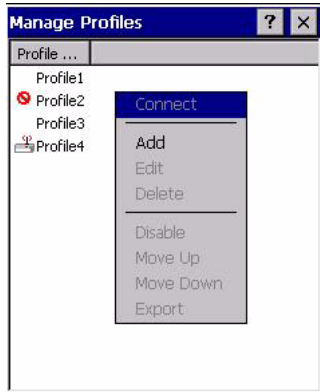 Manage Profiles ? ×
Profile ...
Profile1
Profile2
Profile3
Profile4
Connect
Add
Edit
Delete
Disable
Move Up
Move Down
Export